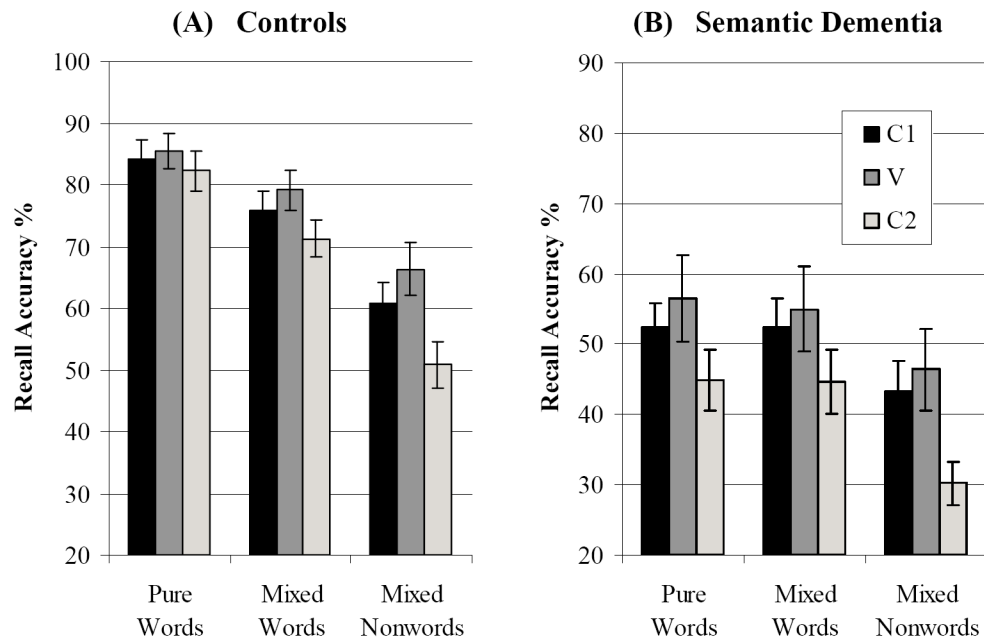 (A) Controls
Recall Accuracy %
100
90
80
70
60
50
40
30
20
Pure Words
Mixed Words
Mixed Nonwords
(B) Semantic Dementia
Recall Accuracy %
90
80
70
60
50
40
30
20
C1
V
C2
Pure Words
Mixed Words
Mixed Nonwords